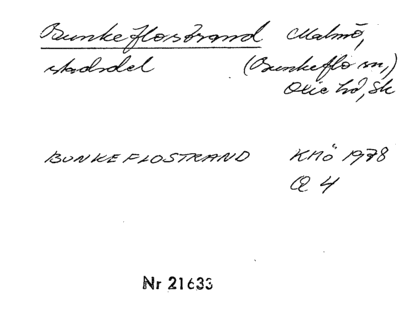 Bunkeflostrand Malmö,
stadsdel (Bunkeflo sn,)
Oxie hd, Sk
BUNKEFLOSTRAND KMÖ 1978
Q 4
Nr 21633